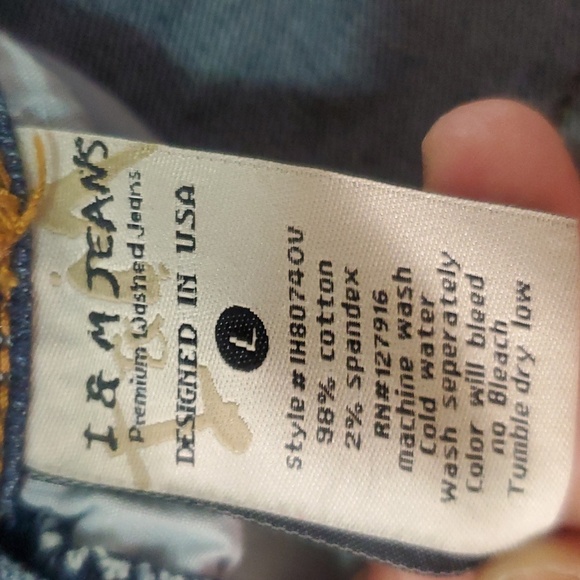 I & M JEANS
Premium Washed Jeans
DESIGNED IN USA
L
Style#IH80740V
98% cotton
2% spandex
RN#127916
machine wash
Cold water
Wash seperately
Color will bleed
no Bleach
Tumble dry low